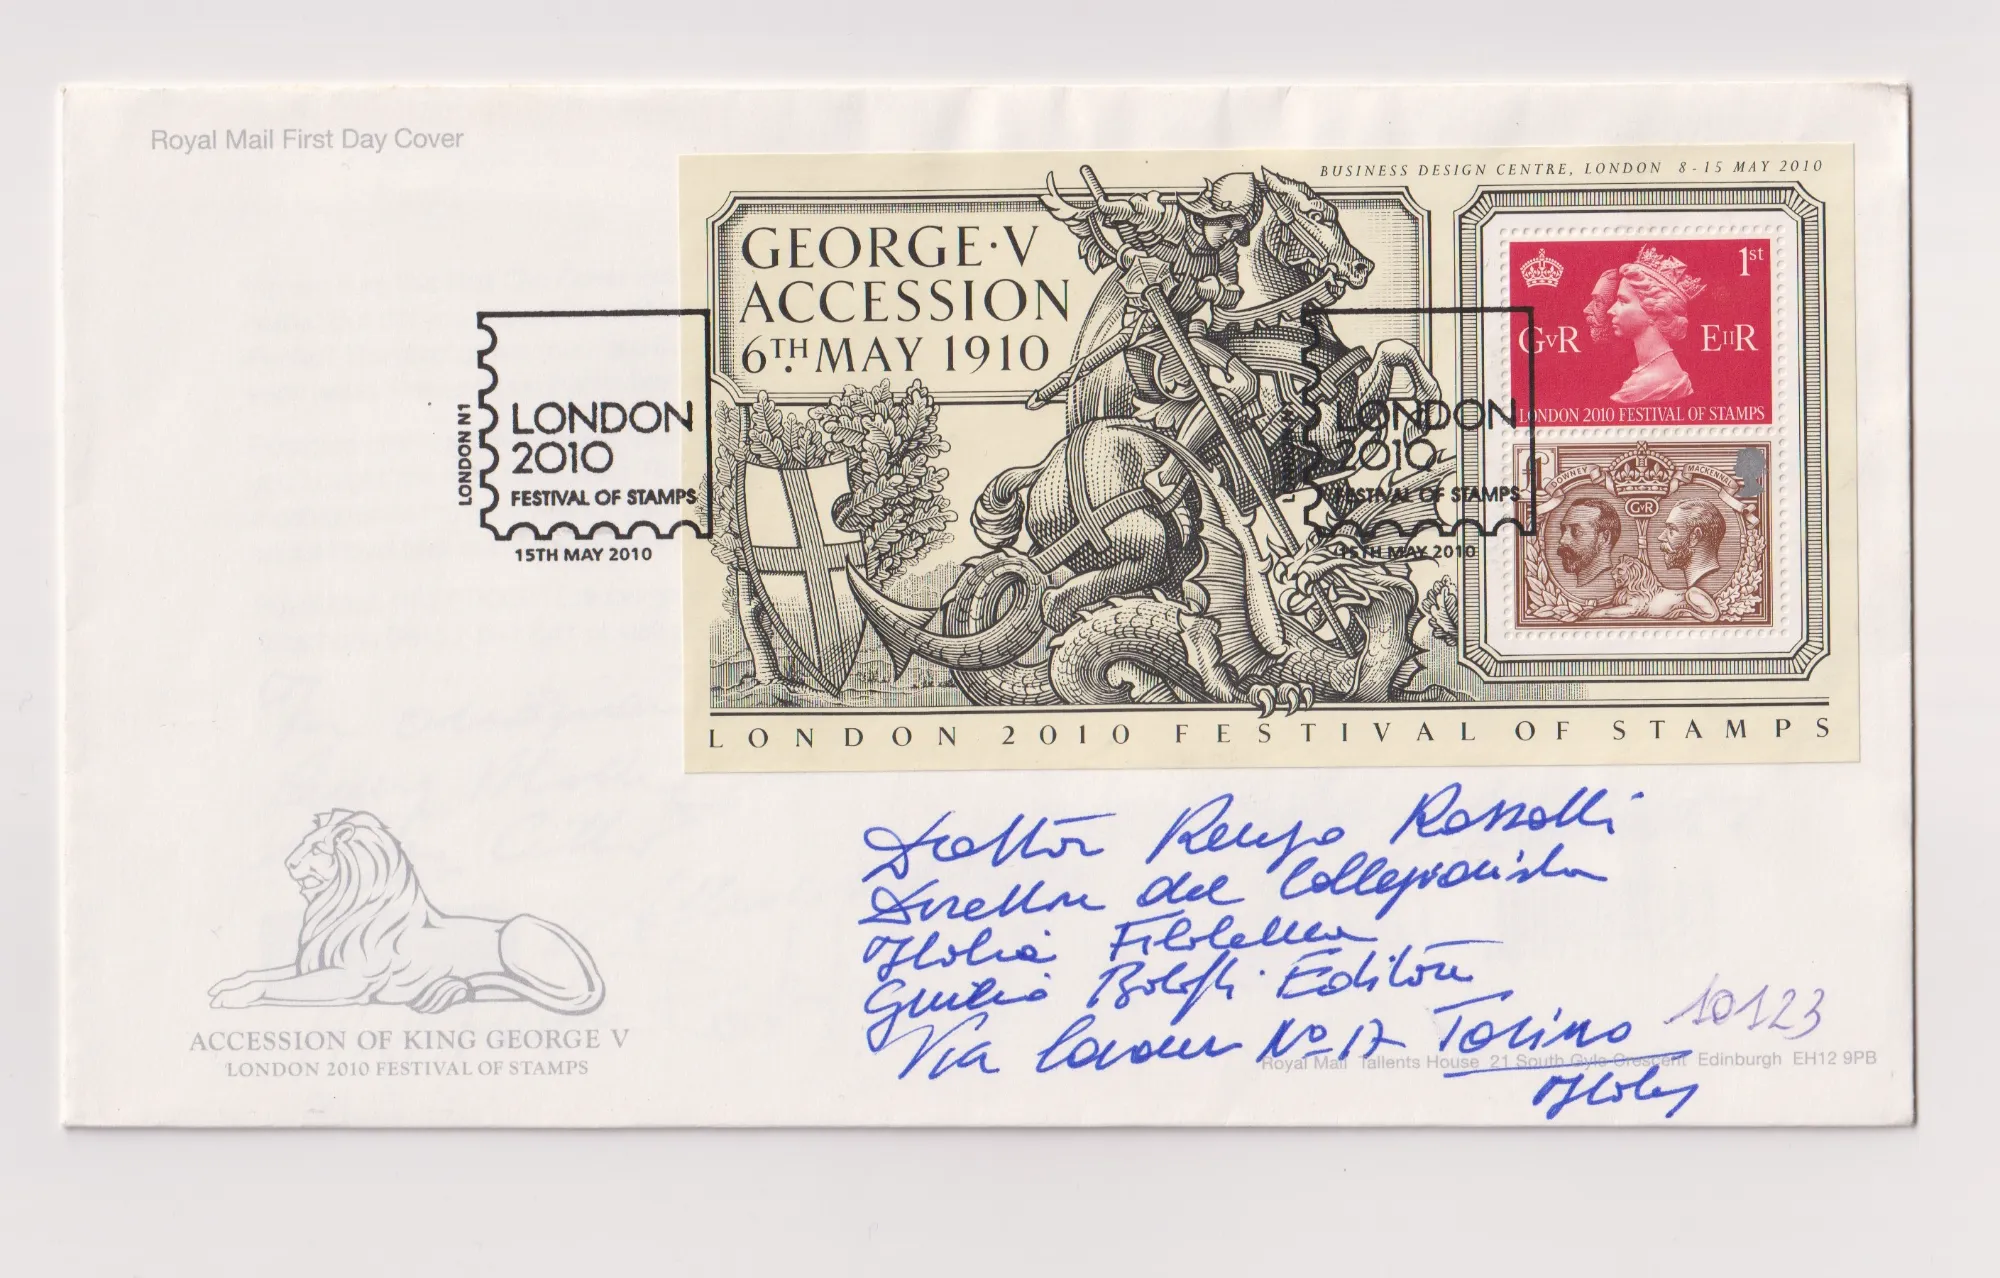 Royal Mail First Day Cover
BUSINESS DESIGN CENTRE, LONDON 8-15 MAY 2010
GEORGE·V
ACCESSION
6TH MAY 1910
1st
GVR EIIR
LONDON 2010 FESTIVAL OF STAMPS
£1
DOWNEY MACKENNAL
GVR
LONDON N1
LONDON
2010
FESTIVAL OF STAMPS
15TH MAY 2010
LONDON
2010
FESTIVAL OF STAMPS
15TH MAY 2010
LONDON 2010 FESTIVAL OF STAMPS
Dottor Renzo Rossotti
Direttore del Collezionista
Italia Filatelica
Giulio Bolaffi Editore
Via Cavour No 17 Torino 10123
Italy
ACCESSION OF KING GEORGE V
LONDON 2010 FESTIVAL OF STAMPS
Royal Mail Tallents House 21 South Gyle Crescent Edinburgh EH12 9PB